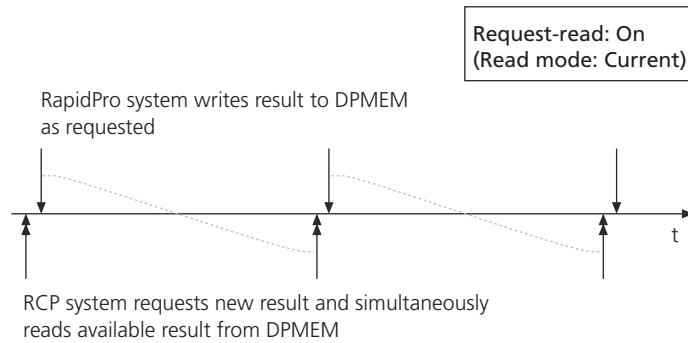 Request-read: On
(Read mode: Current)
RapidPro system writes result to DPMEM
as requested
t
RCP system requests new result and simultaneously
reads available result from DPMEM